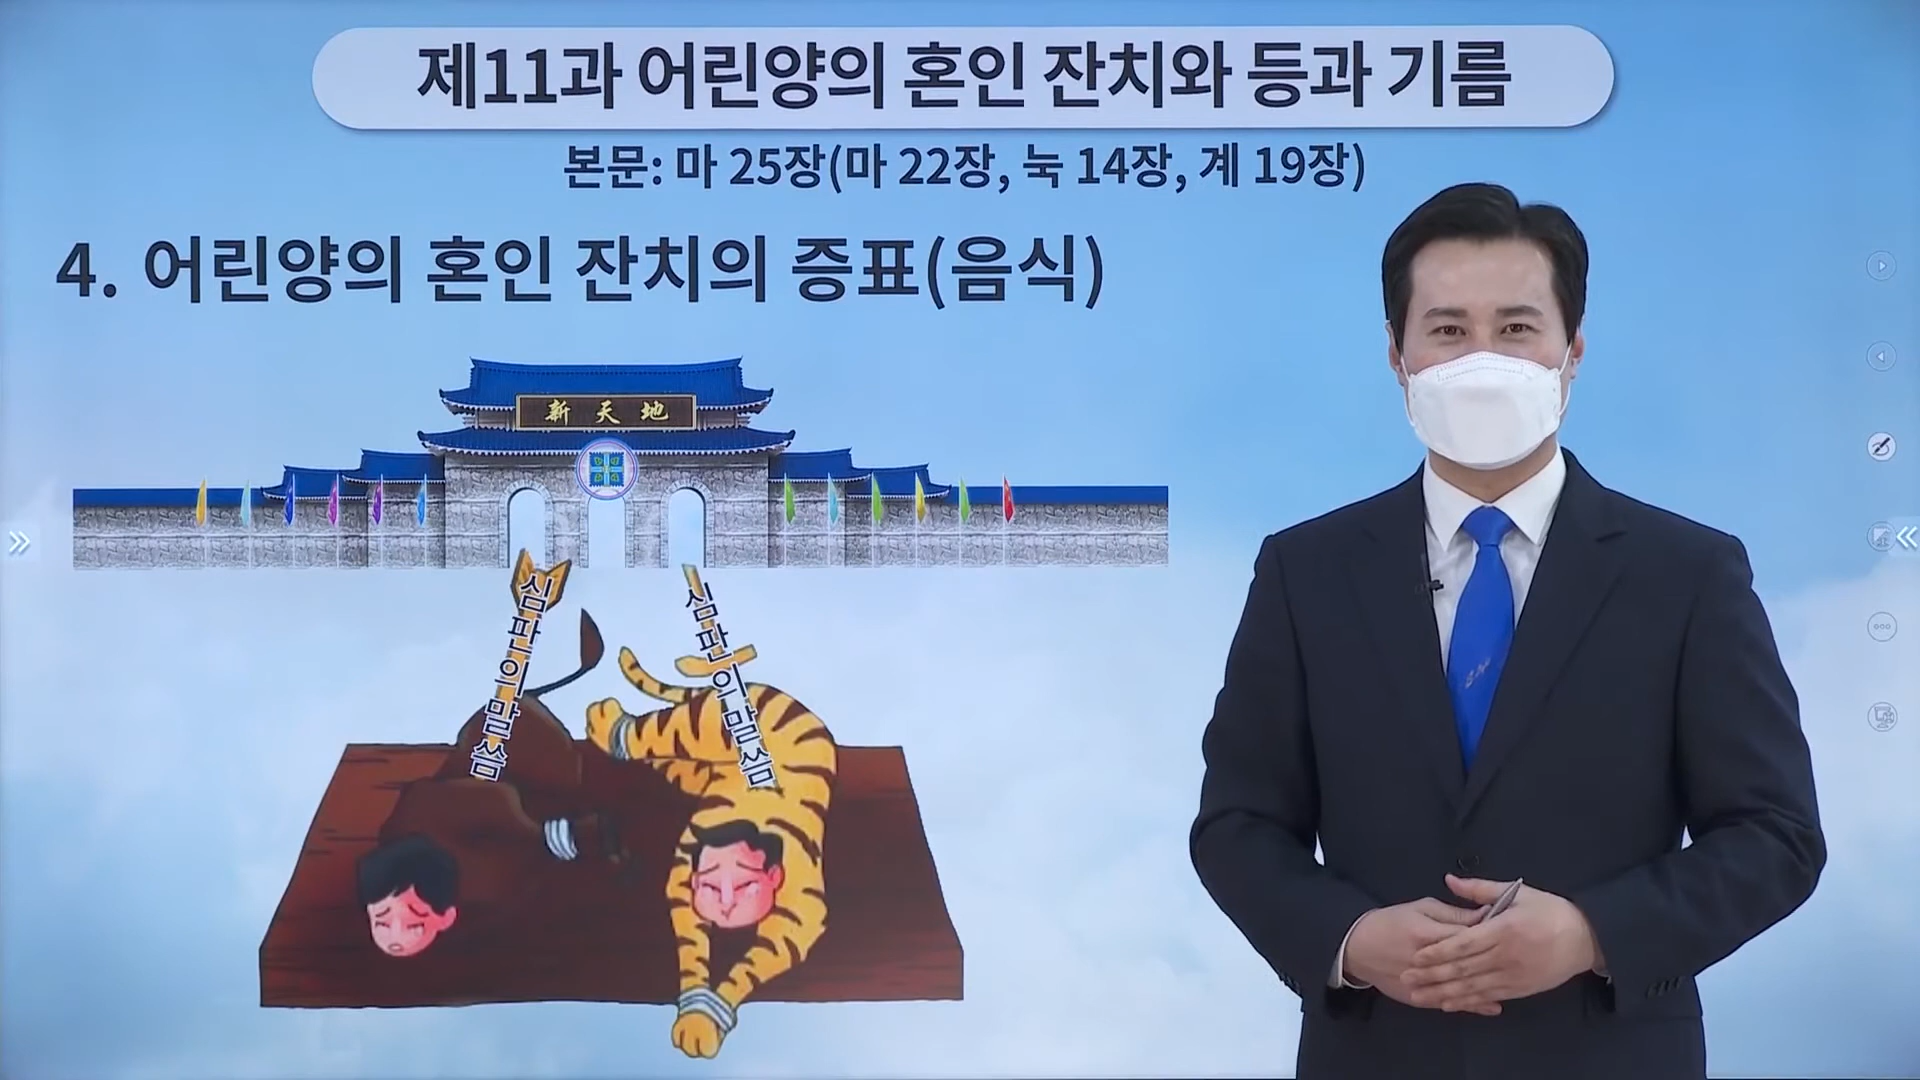 제11과 어린양의 혼인 잔치와 등과 기름
본문: 마 25장(마 22장, 눅 14장, 계 19장)
4. 어린양의 혼인 잔치의 증표(음식)
新天地
심판의말씀
심판의말씀